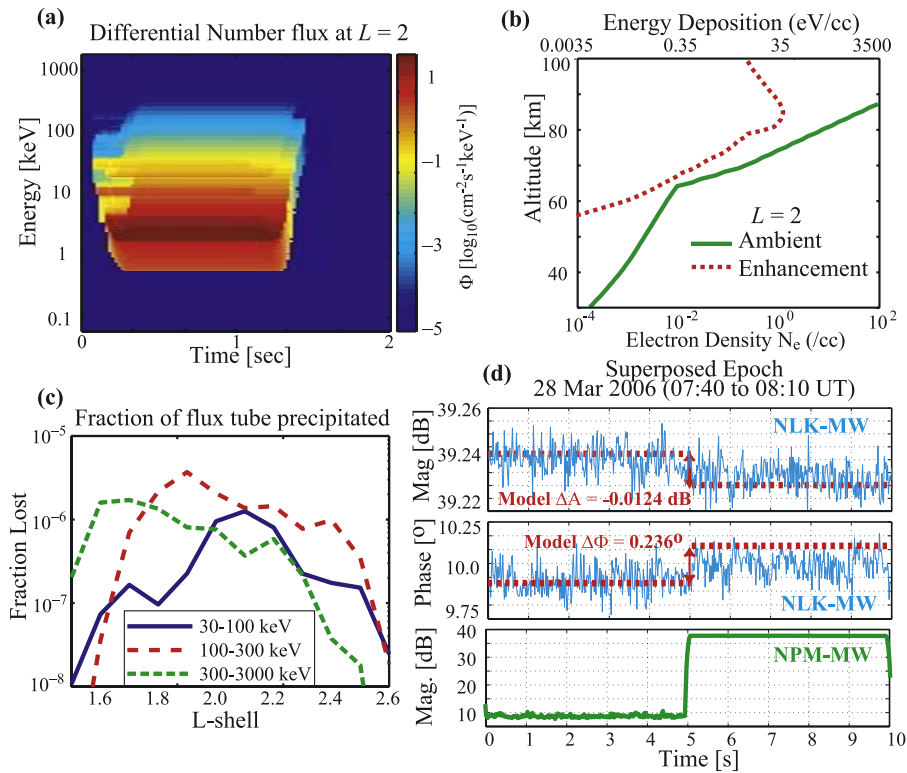 (a)
Differential Number flux at L = 2
Energy [keV]
1000
100
10
1
0.1
0
1
2
Time [sec]
1
−1
−3
−5
Φ [log10(cm-2s-1keV-1)]
(b)
Energy Deposition (eV/cc)
0.0035
0.35
35
3500
Altitude [km]
100
80
60
40
L = 2
Ambient
Enhancement
10-4
10-2
100
102
Electron Density Ne (/cc)
(c)
Fraction of flux tube precipitated
Fraction Lost
10-5
10-6
10-7
10-8
30-100 keV
100-300 keV
300-3000 keV
1.6
1.8
2.0
2.2
2.4
2.6
L-shell
(d)
Superposed Epoch
28 Mar 2006 (07:40 to 08:10 UT)
Mag [dB]
39.26
39.24
39.22
NLK-MW
Model ΔA = -0.0124 dB
Phase [º]
10.25
10.0
9.75
Model ΔΦ = 0.236º
NLK-MW
Mag. [dB]
40
30
20
10
NPM-MW
0 1 2 3 4 5 6 7 8 9 10
Time [s]